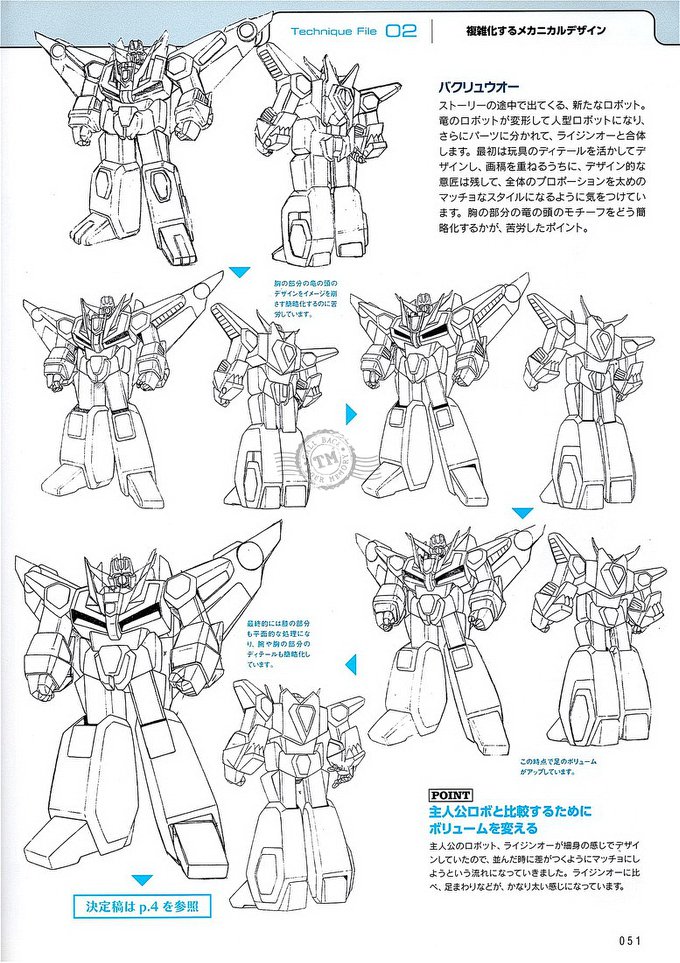 Technique File 02
複雑化するメカニカルデザイン
バクリュウオー
ストーリーの途中で出てくる、新たなロボット。
竜のロボットが変形して人型ロボットになり、
さらにパーツに分かれて、ライジンオーと合体
します。最初は玩具のディテールを活かしてデ
ザインし、画稿を重ねるうちに、デザイン的な
意匠は残して、全体のプロポーションを太めの
マッチョなスタイルになるように気をつけてい
ます。胸の部分の竜の頭のモチーフをどう簡
略化するかが、苦労したポイント。
胸の部分の竜の頭の
デザインをイメージを崩
さず簡略化するのに苦
労しています。
TM
最終的には膝の部分
も平面的な処理にな
り、腕や胸の部分の
ディテールも簡略化し
ています。
この時点で足のボリューム
がアップしています。
POINT
主人公ロボと比較するために
ボリュームを変える
主人公のロボット、ライジンオーが細身の感じでデザイ
ンしていたので、並んだ時に差がつくようにマッチョにし
ようという流れになっていきました。ライジンオーに比
べ、足まわりなどが、かなり太い感じになっています。
決定稿は p.4 を参照
051